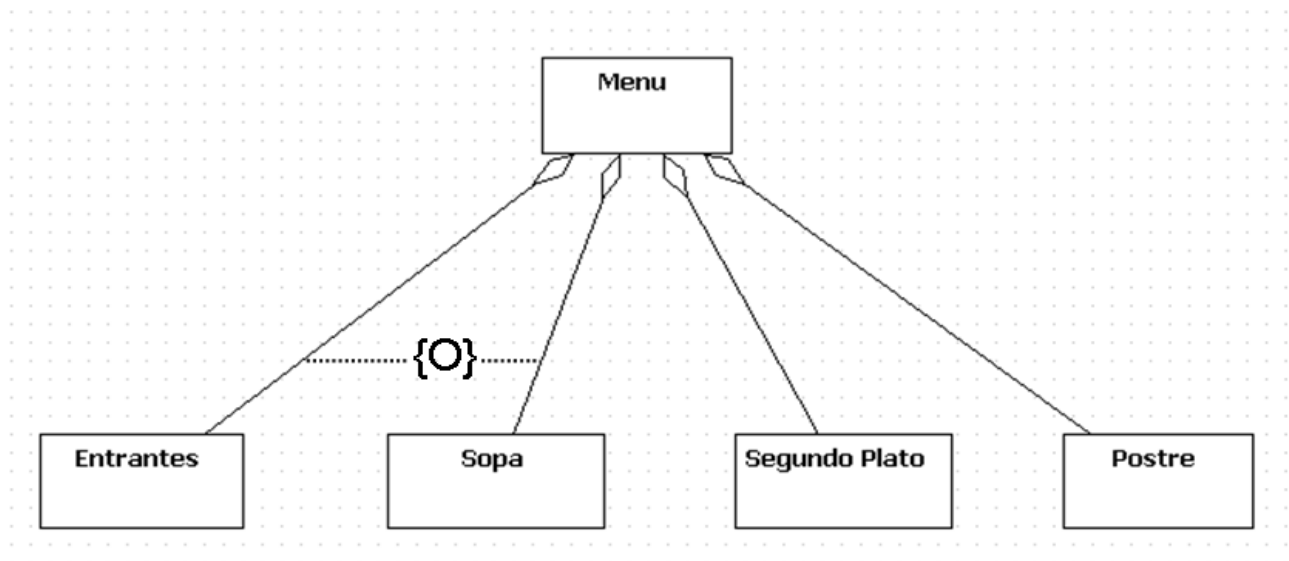 Menu
{O}
Entrantes
Sopa
Segundo Plato
Postre